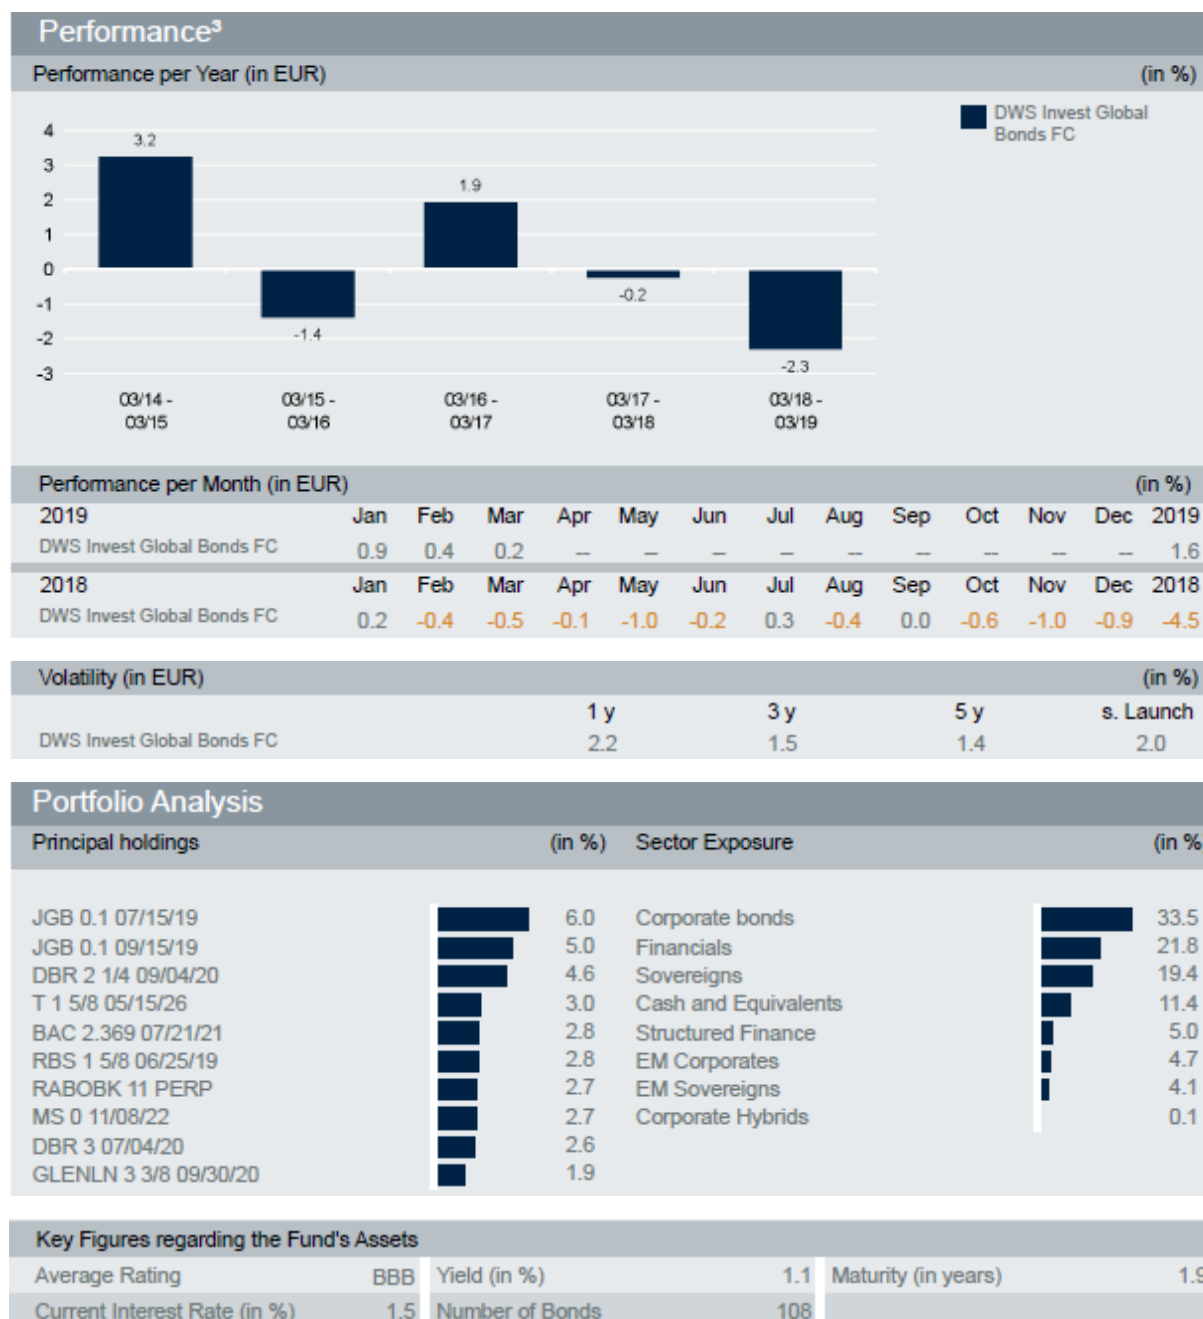 Performance³
Performance per Year (in EUR) (in %)
DWS Invest Global
Bonds FC
4
3
2
1
0
-1
-2
-3
3.2
-1.4
1.9
-0.2
-2.3
03/14 - 03/15 - 03/16 - 03/17 - 03/18 -
03/15 03/16 03/17 03/18 03/19
Performance per Month (in EUR) (in %)
2019 Jan Feb Mar Apr May Jun Jul Aug Sep Oct Nov Dec 2019
DWS Invest Global Bonds FC 0.9 0.4 0.2 -- -- -- -- -- -- -- -- -- 1.6
2018 Jan Feb Mar Apr May Jun Jul Aug Sep Oct Nov Dec 2018
DWS Invest Global Bonds FC 0.2 -0.4 -0.5 -0.1 -1.0 -0.2 0.3 -0.4 0.0 -0.6 -1.0 -0.9 -4.5
Volatility (in EUR) (in %)
1 y 3 y 5 y s. Launch
DWS Invest Global Bonds FC 2.2 1.5 1.4 2.0
Portfolio Analysis
Principal holdings (in %) Sector Exposure (in %
JGB 0.1 07/15/19 6.0 Corporate bonds 33.5
JGB 0.1 09/15/19 5.0 Financials 21.8
DBR 2 1/4 09/04/20 4.6 Sovereigns 19.4
T 1 5/8 05/15/26 3.0 Cash and Equivalents 11.4
BAC 2.369 07/21/21 2.8 Structured Finance 5.0
RBS 1 5/8 06/25/19 2.8 EM Corporates 4.7
RABOBK 11 PERP 2.7 EM Sovereigns 4.1
MS 0 11/08/22 2.7 Corporate Hybrids 0.1
DBR 3 07/04/20 2.6
GLENLN 3 3/8 09/30/20 1.9
Key Figures regarding the Fund's Assets
Average Rating BBB Yield (in %) 1.1 Maturity (in years) 1.9
Current Interest Rate (in %) 1.5 Number of Bonds 108